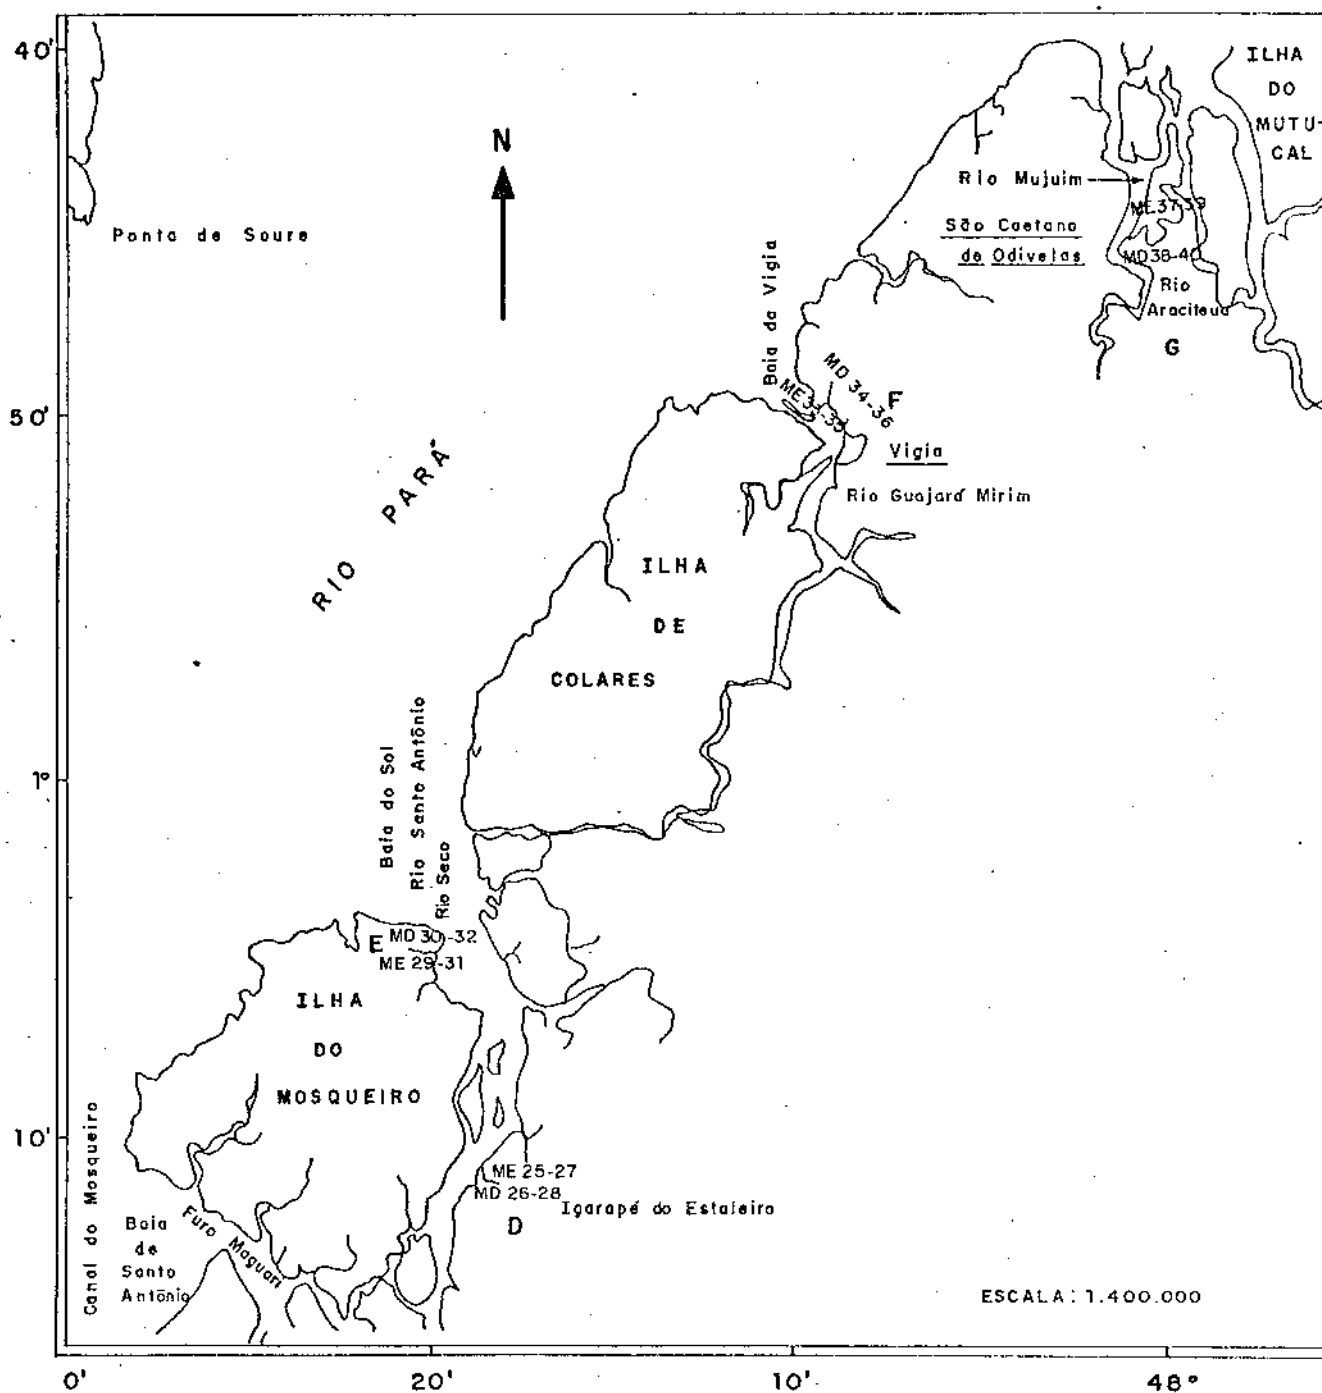 40'
ILHA
DO
MUTU-
CAL
N
Rio Mujuim
ME 37-39
Ponta de Soure
São Caetano
de Odivelas
MD 38-40
Rio
G
Baia da Vigia
MD 34-36
ME 33-35
F
50'
Vigia
Rio Guajará Mirim
RIO PARÁ
ILHA
DE
COLARES
Baia do Sol
Rio Santo Antônio
Rio Seco
1°
E
MD 30-32
ME 29-31
ILHA
DO
MOSQUEIRO
10'
Canal do Mosqueiro
ME 25-27
MD 26-28
Igarapé do Estaleiro
D
Furo Maguari
Baia
de
Santo
Antônio
ESCALA: 1.400.000
0'
20'
10'
48°